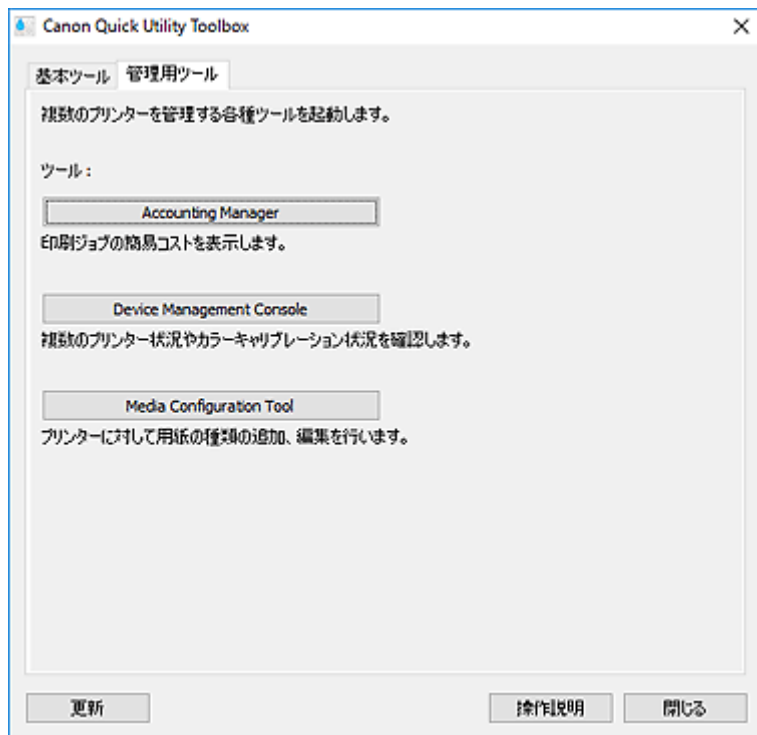 Canon Quick Utility Toolbox
基本ツール 管理用ツール
複数のプリンターを管理する各種ツールを起動します。
ツール：
Accounting Manager
印刷ジョブの簡易コストを表示します。
Device Management Console
複数のプリンター状況やカラーキャリブレーション状況を確認します。
Media Configuration Tool
プリンターに対して用紙の種類の追加、編集を行います。
更新 操作説明 閉じる